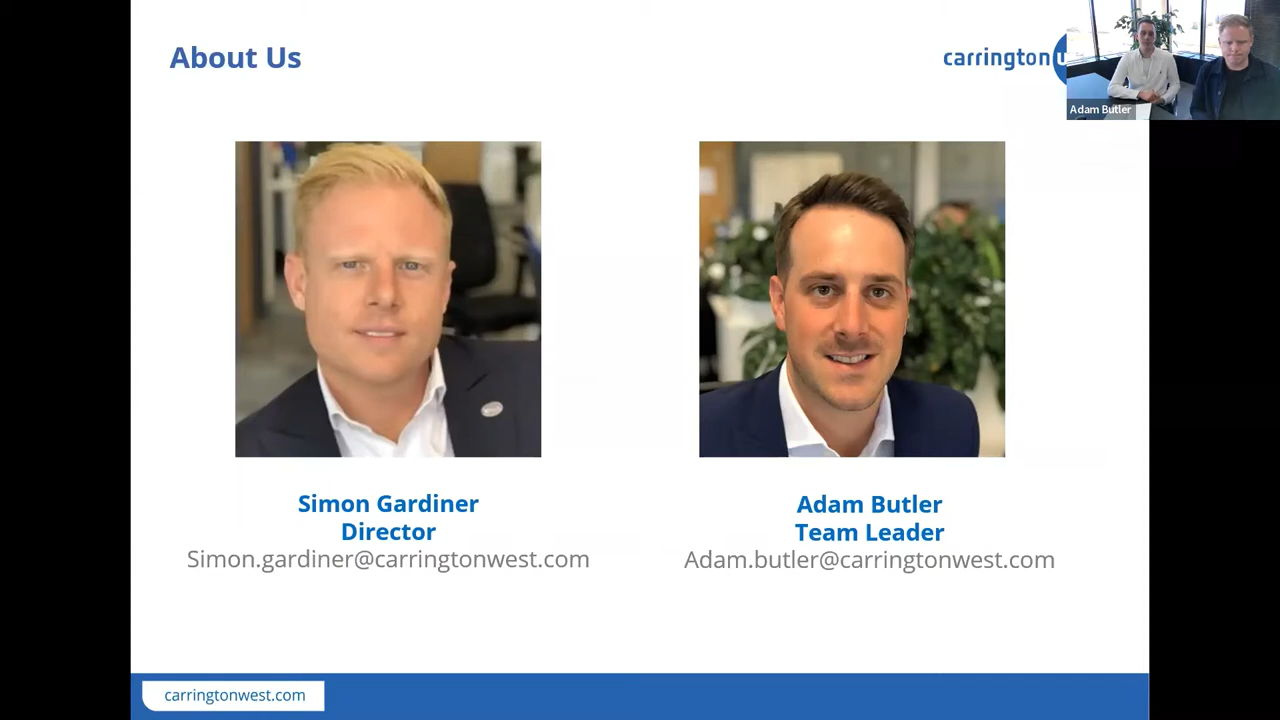 About Us
carrington
Adam Butler
Simon Gardiner
Director
Simon.gardiner@carringtonwest.com
Adam Butler
Team Leader
Adam.butler@carringtonwest.com
carringtonwest.com